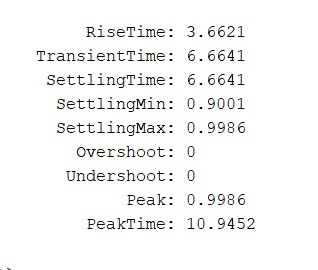 RiseTime: 3.6621
TransientTime: 6.6641
SettlingTime: 6.6641
SettlingMin: 0.9001
SettlingMax: 0.9986
Overshoot: 0
Undershoot: 0
Peak: 0.9986
PeakTime: 10.9452